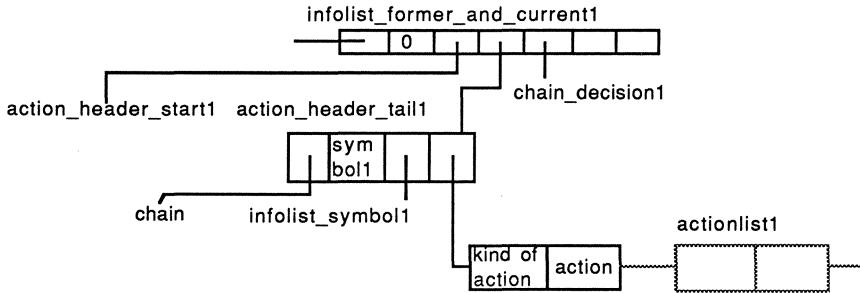 infolist_former_and_current1
0
action_header_start1
action_header_tail1
chain_decision1
sym
bol1
chain
infolist_symbol1
actionlist1
kind of
action
action